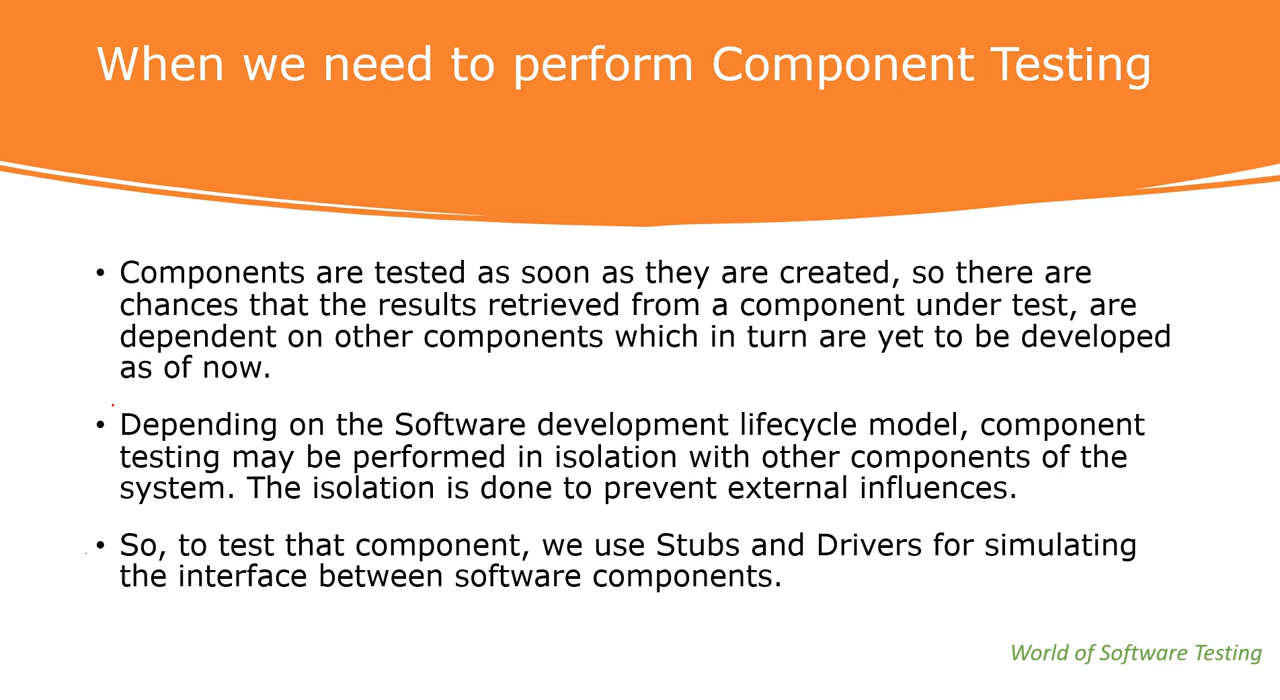 When we need to perform Component Testing
• Components are tested as soon as they are created, so there are
chances that the results retrieved from a component under test, are
dependent on other components which in turn are yet to be developed
as of now.
• Depending on the Software development lifecycle model, component
testing may be performed in isolation with other components of the
system. The isolation is done to prevent external influences.
• So, to test that component, we use Stubs and Drivers for simulating
the interface between software components.
World of Software Testing